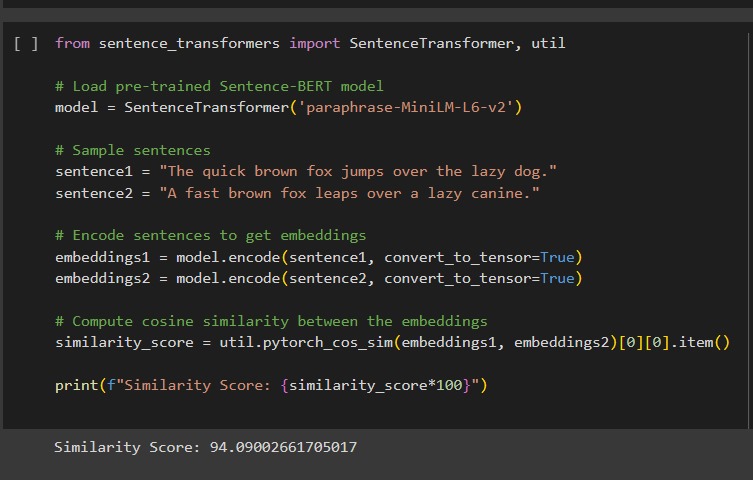 [ ] from sentence_transformers import SentenceTransformer, util
# Load pre-trained Sentence-BERT model
model = SentenceTransformer('paraphrase-MiniLM-L6-v2')
# Sample sentences
sentence1 = "The quick brown fox jumps over the lazy dog."
sentence2 = "A fast brown fox leaps over a lazy canine."
# Encode sentences to get embeddings
embeddings1 = model.encode(sentence1, convert_to_tensor=True)
embeddings2 = model.encode(sentence2, convert_to_tensor=True)
# Compute cosine similarity between the embeddings
similarity_score = util.pytorch_cos_sim(embeddings1, embeddings2)[0][0].item()
print(f"Similarity Score: {similarity_score*100}")
Similarity Score: 94.09002661705017